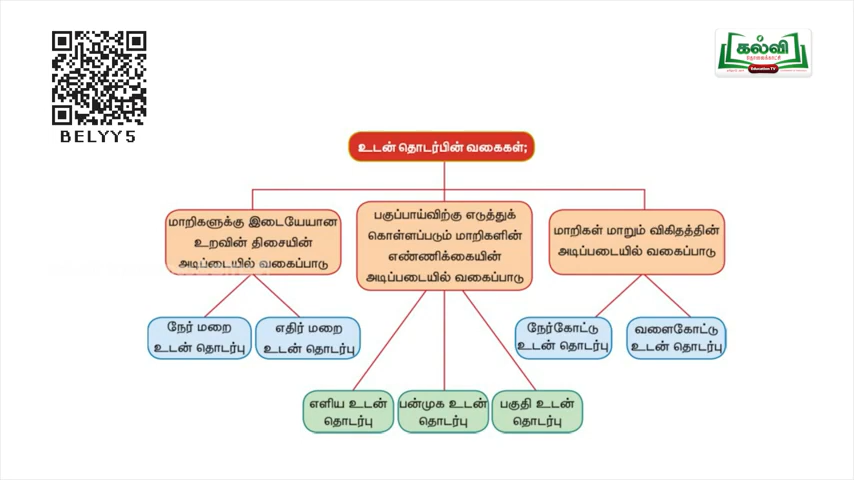 BELYY5
கல்வி
தொலைக்காட்சி
Education TV
உடன் தொடர்பின் வகைகள்;
மாறிகளுக்கு இடையேயான
உறவின் திசையின்
அடிப்படையில் வகைப்பாடு
பகுப்பாய்விற்கு எடுத்துக்
கொள்ளப்படும் மாறிகளின்
எண்ணிக்கையின்
அடிப்படையில் வகைப்பாடு
மாறிகள் மாறும் விகிதத்தின்
அடிப்படையில் வகைப்பாடு
நேர் மறை
உடன் தொடர்பு
எதிர் மறை
உடன் தொடர்பு
நேர்கோட்டு
உடன் தொடர்பு
வளைகோட்டு
உடன் தொடர்பு
எளிய உடன்
தொடர்பு
பன்முக உடன்
தொடர்பு
பகுதி உடன்
தொடர்பு